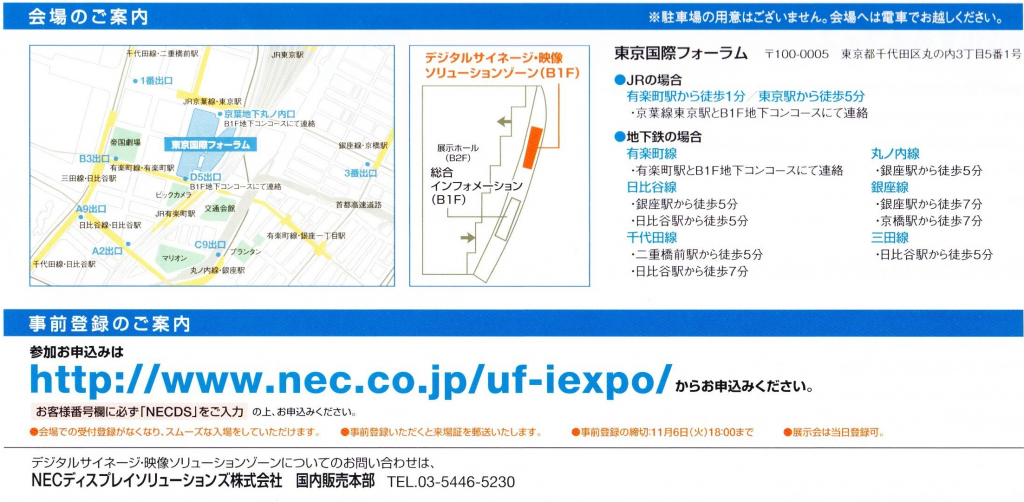 会場のご案内
※駐車場の用意はございません。会場へは電車でお越しください。
千代田線・二重橋前駅
JR東京駅
1番出口
JR京葉線・東京駅
京葉地下丸ノ内口
B1F地下コンコースにて連絡
帝国劇場
東京国際フォーラム
銀座線・京橋駅
B3出口
有楽町線・有楽町駅
3番出口
三田線・日比谷駅
D5出口
B1F地下コンコースにて連絡
ビックカメラ
A9出口
JR有楽町駅
交通会館
首都高速道路
日比谷線・日比谷駅
有楽町線・銀座一丁目駅
A2出口
C9出口
プランタン
マリオン
千代田線・日比谷駅
丸ノ内線・銀座駅
デジタルサイネージ・映像
ソリューションゾーン(B1F)
展示ホール
(B2F)
総合
インフォメーション
(B1F)
東京国際フォーラム 〒100-0005 東京都千代田区丸の内3丁目5番1号
●JRの場合
有楽町駅から徒歩1分/東京駅から徒歩5分
・京葉線東京駅とB1F地下コンコースにて連絡
●地下鉄の場合
有楽町線
・有楽町駅とB1F地下コンコースにて連絡
日比谷線
・銀座駅から徒歩5分
・日比谷駅から徒歩5分
千代田線
・二重橋前駅から徒歩5分
・日比谷駅から徒歩7分
丸ノ内線
・銀座駅から徒歩5分
銀座線
・銀座駅から徒歩7分
・京橋駅から徒歩7分
三田線
・日比谷駅から徒歩5分
事前登録のご案内
参加お申込みは
http://www.nec.co.jp/uf-iexpo/からお申込みください。
お客様番号欄に必ず「NECDS」をご入力 の上、お申込みください。
●会場での受付登録がなくなり、スムーズな入場をしていただけます。 ●事前登録いただくと来場証を郵送いたします。 ●事前登録の締切:11月6日(火)18:00まで ●展示会は当日登録可。
デジタルサイネージ・映像ソリューションゾーンについてのお問い合わせは、
NECディスプレイソリューションズ株式会社 国内販売本部 TEL.03-5446-5230